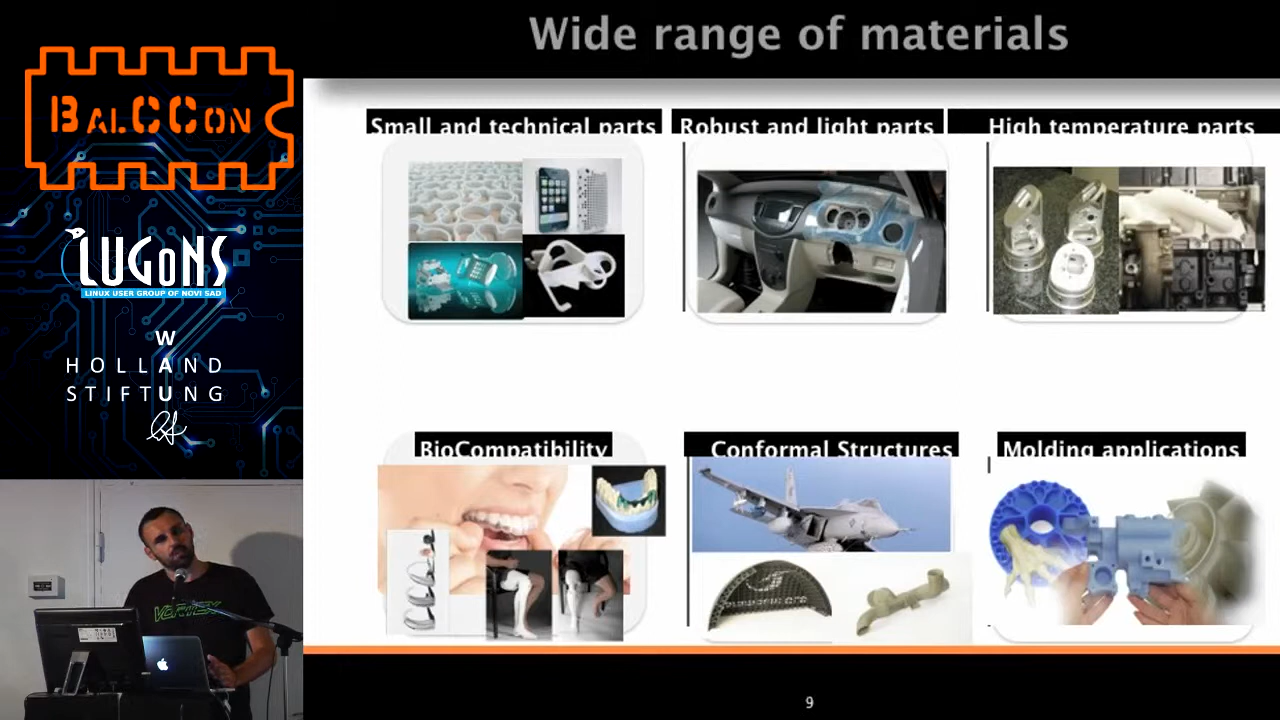 Wide range of materials
BALCCON
LUGONS
LINUX USER GROUP OF NOVI SAD
W
HOLLAND
STIFTUNG
Small and technical parts
Robust and light parts
High temperature parts
BioCompatibility
Conformal Structures
Molding applications
VORTEX
9